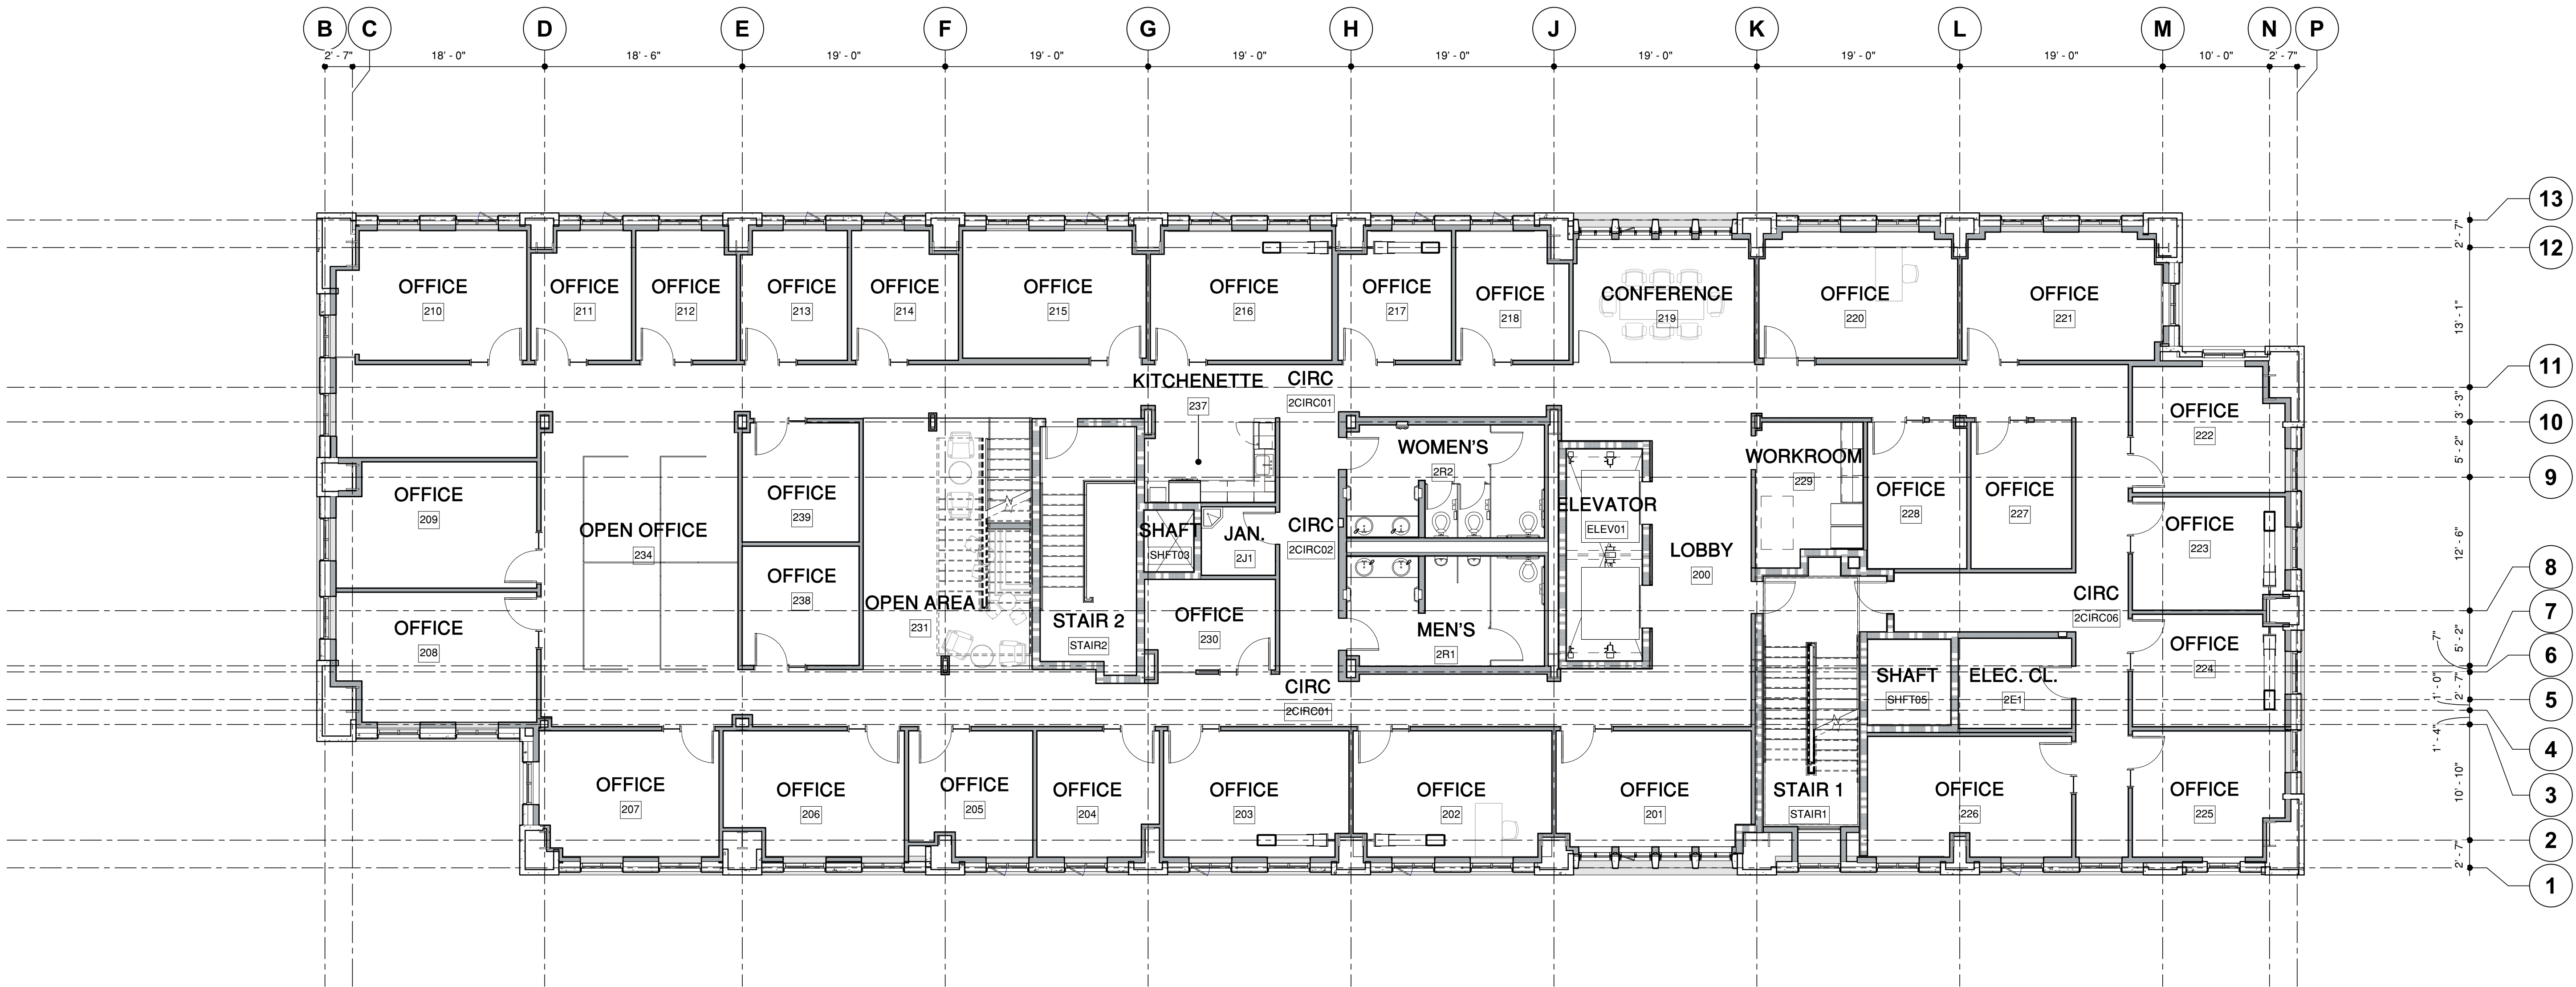 B C D E F G H J K L M N P
2' - 7" 18' - 0" 18' - 6" 19' - 0" 19' - 0" 19' - 0" 19' - 0" 19' - 0" 19' - 0" 19' - 0" 10' - 0" 2' - 7"
13
2' - 7"
12
13' - 1"
11
3' - 3"
10
5' - 2"
9
12' - 6"
8
7
5' - 2"
7"
6
1' - 0"
2' - 7"
5
4
1' - 4"
3
10' - 10"
2
2' - 7"
1
OFFICE
210
OFFICE
211
OFFICE
212
OFFICE
213
OFFICE
214
OFFICE
215
OFFICE
216
OFFICE
217
OFFICE
218
CONFERENCE
219
OFFICE
220
OFFICE
221
KITCHENETTE
237
CIRC
2CIRC01
OFFICE
222
OFFICE
209
OPEN OFFICE
234
OFFICE
239
OFFICE
238
OPEN AREA
231
STAIR 2
STAIR2
SHAFT
SHFT03
JAN.
2J1
OFFICE
230
CIRC
2CIRC02
WOMEN'S
2R2
MEN'S
2R1
ELEVATOR
ELEV01
LOBBY
200
WORKROOM
229
OFFICE
228
OFFICE
227
OFFICE
223
CIRC
2CIRC06
OFFICE
208
OFFICE
224
SHAFT
SHFT05
ELEC. CL.
2E1
CIRC
2CIRC01
OFFICE
207
OFFICE
206
OFFICE
205
OFFICE
204
OFFICE
203
OFFICE
202
OFFICE
201
STAIR 1
STAIR1
OFFICE
226
OFFICE
225